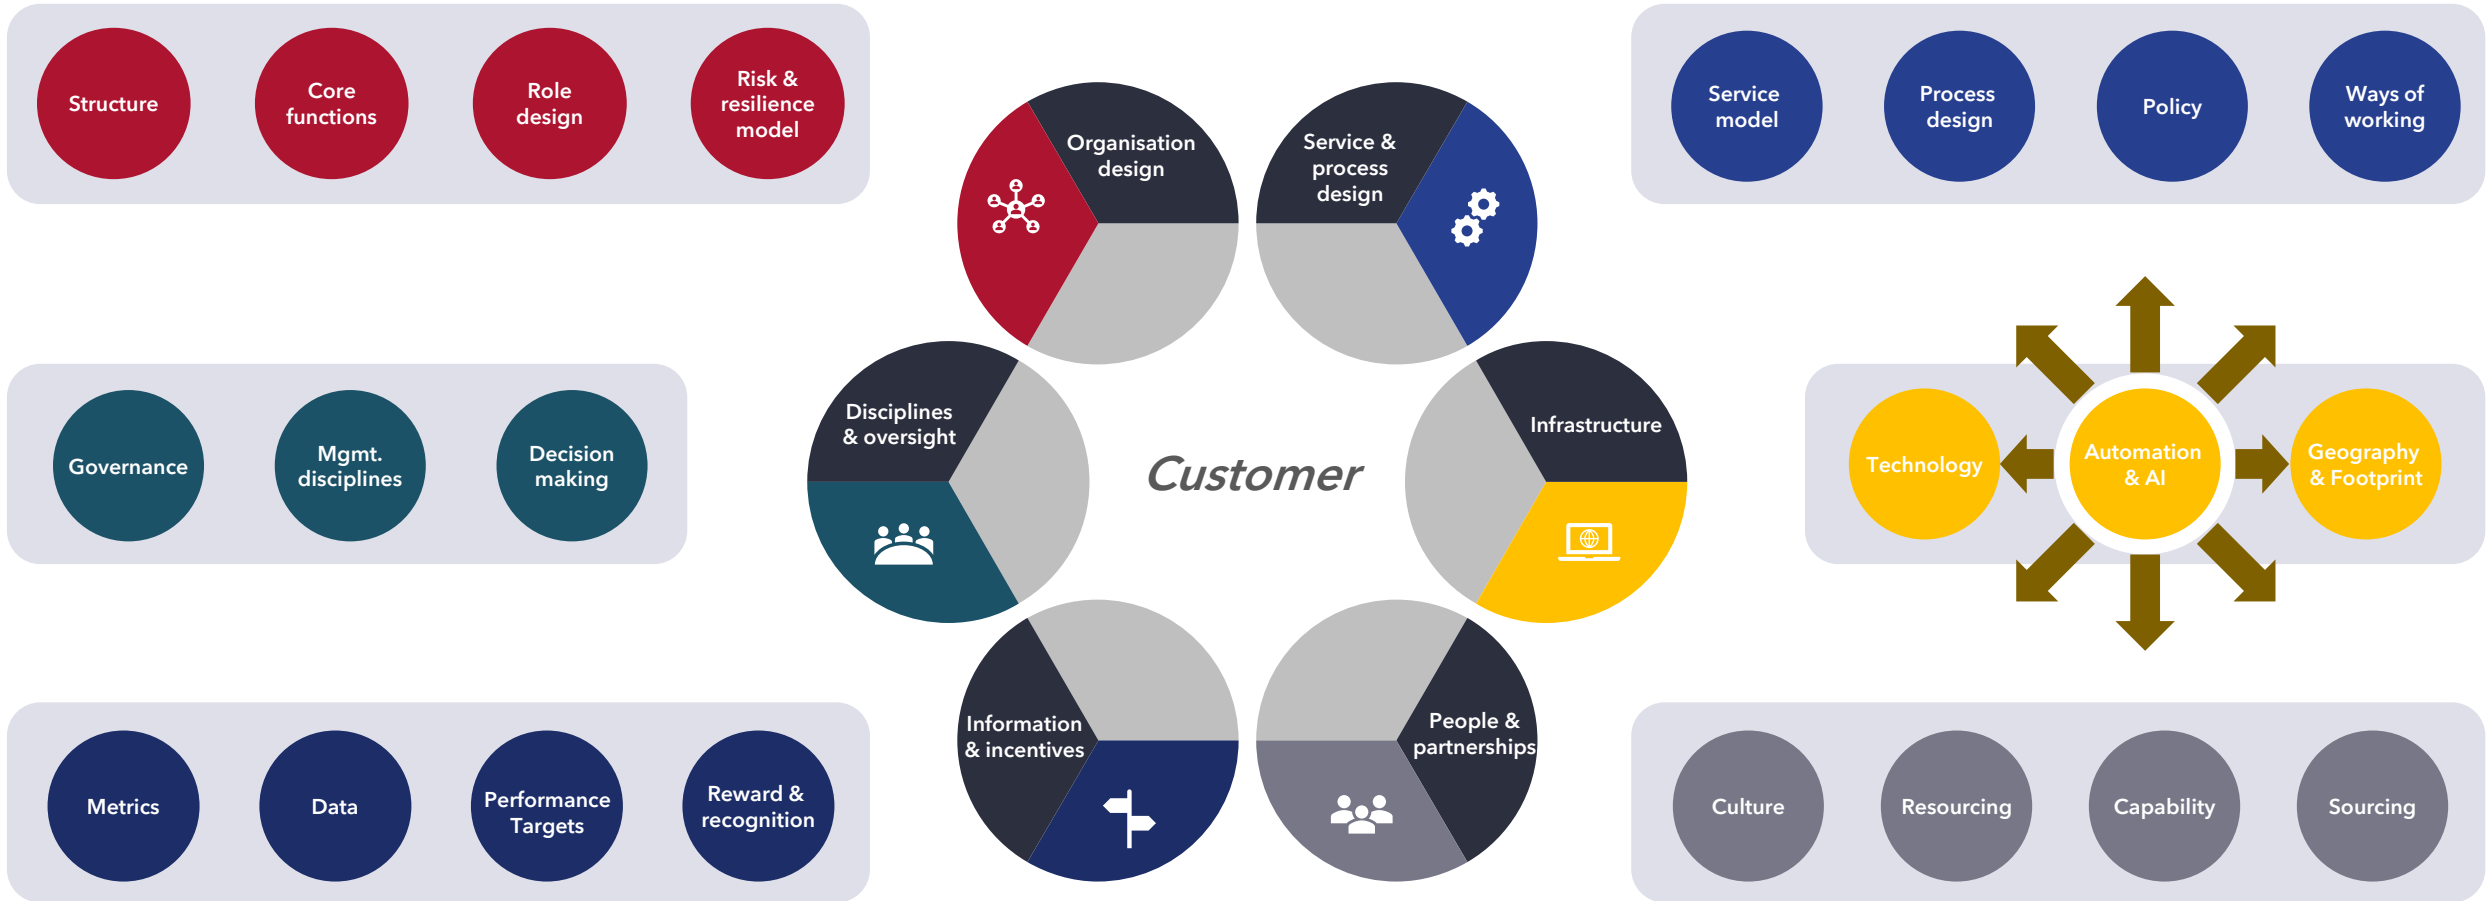 Structure
Core
functions
Role
design
Risk &
resilience
model
Organisation
design
Service &
process
design
Service
model
Process
design
Policy
Ways of
working
Governance
Mgmt.
disciplines
Decision
making
Disciplines
& oversight
Customer
Infrastructure
Technology
Automation
& AI
Geography
& Footprint
Metrics
Data
Performance
Targets
Reward &
recognition
Information
& incentives
People &
partnerships
Culture
Resourcing
Capability
Sourcing